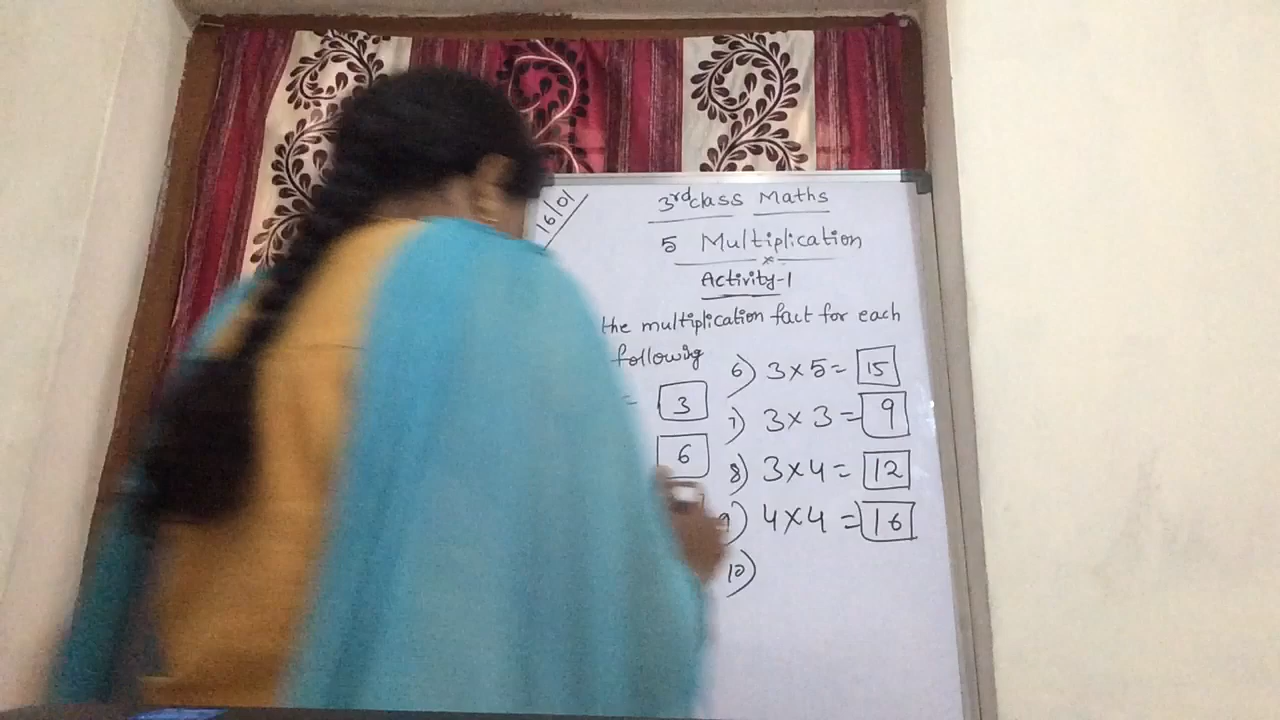 16/01
3rd class Maths
5 Multiplication
x
Activity-1
the multiplication fact for each
following
= 3
6
6) 3 x 5 = 15
7) 3 x 3 = 9
8) 3 x 4 = 12
9) 4 x 4 = 16
10)